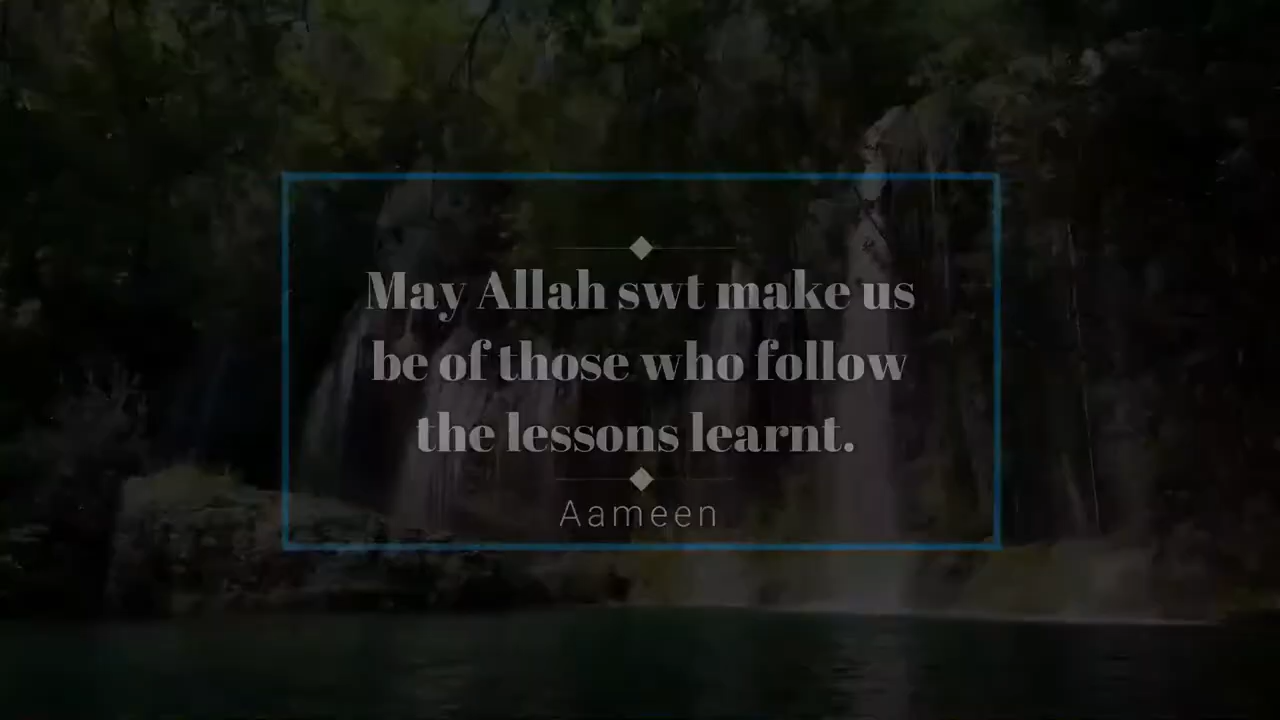 May Allah swt make us
be of those who follow
the lessons learnt.
Aameen